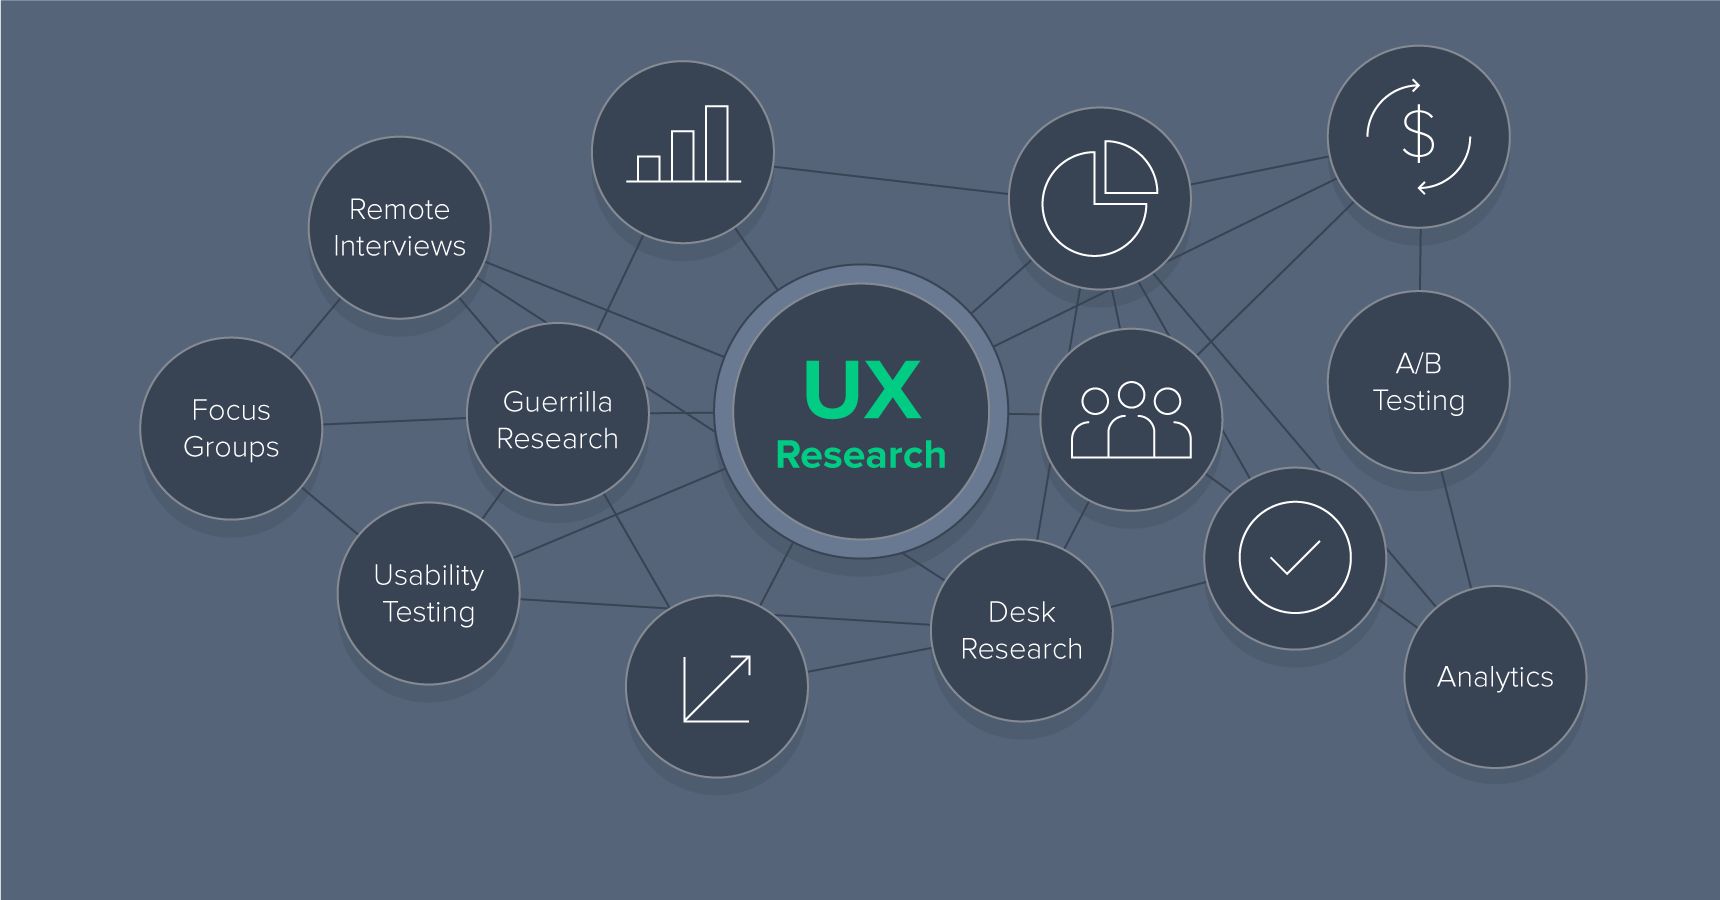 Remote
Interviews
Focus
Groups
Guerrilla
Research
Usability
Testing
UX
Research
Desk
Research
A/B
Testing
Analytics
$